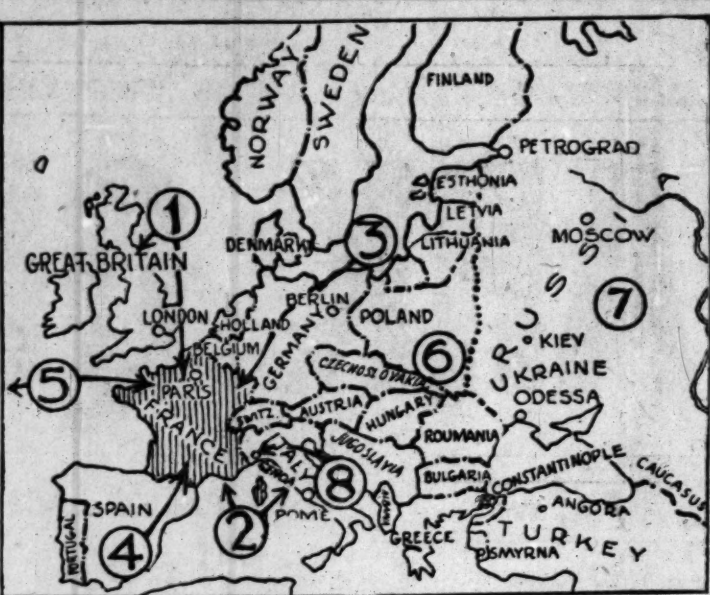 NORWAY
SWEDEN
FINLAND
PETROGRAD
ESTHONIA
LETVIA
LITHUANIA
MOSCOW
RUSS
1
GREAT BRITAIN
DENMARK
3
7
LONDON
HOLLAND
BERLIN
POLAND
BELGIUM
GERMANY
6
KIEV
UKRAINE
ODESSA
5
PARIS
FRANCE
CZECHOSLOVAKIA
SWITZ.
AUSTRIA
HUNGARY
ROUMANIA
JUGOSLAVIA
ITALY
GENOA
8
BULGARIA
CONSTANTINOPLE
CAUCASUS
SPAIN
PORTUGAL
4
2
ROME
GREECE
ANGORA
TURKEY
SMYRNA